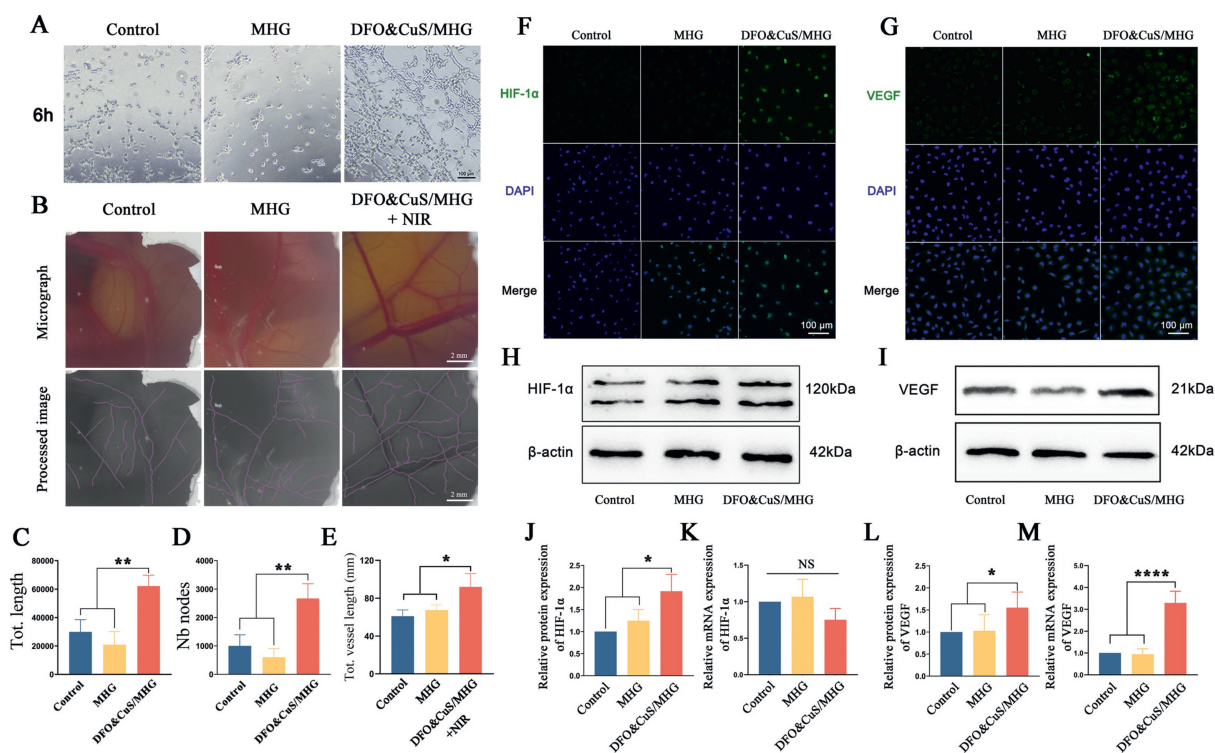 A
Control
MHG
DFO&CuS/MHG
6h
100 μm
B
Control
MHG
DFO&CuS/MHG
+ NIR
Micrograph
2 mm
Processed image
2 mm
C
Tot. length
80000
60000
40000
20000
0
**
Control
MHG
DFO&CuS/MHG
D
Nb nodes
4000
3000
2000
1000
0
**
Control
MHG
DFO&CuS/MHG
E
Tot. vessel length (mm)
120
80
40
0
*
Control
MHG
DFO&CuS/MHG
+NIR
F
Control
MHG
DFO&CuS/MHG
HIF-1α
DAPI
Merge
100 μm
G
Control
MHG
DFO&CuS/MHG
VEGF
DAPI
Merge
100 μm
H
HIF-1α
120kDa
β-actin
42kDa
Control
MHG
DFO&CuS/MHG
I
VEGF
21kDa
β-actin
42kDa
Control
MHG
DFO&CuS/MHG
J
Relative protein expression
of HIF-1α
2.5
2.0
1.5
1.0
0.5
0.0
*
Control
MHG
DFO&CuS/MHG
K
Relative mRNA expression
of HIF-1α
1.5
1.0
0.5
0.0
NS
Control
MHG
DFO&CuS/MHG
L
Relative protein expression
of VEGF
2.5
2.0
1.5
1.0
0.5
0.0
*
Control
MHG
DFO&CuS/MHG
M
Relative mRNA expression
of VEGF
5.0
4.0
3.0
2.0
1.0
0.0
****
Control
MHG
DFO&CuS/MHG